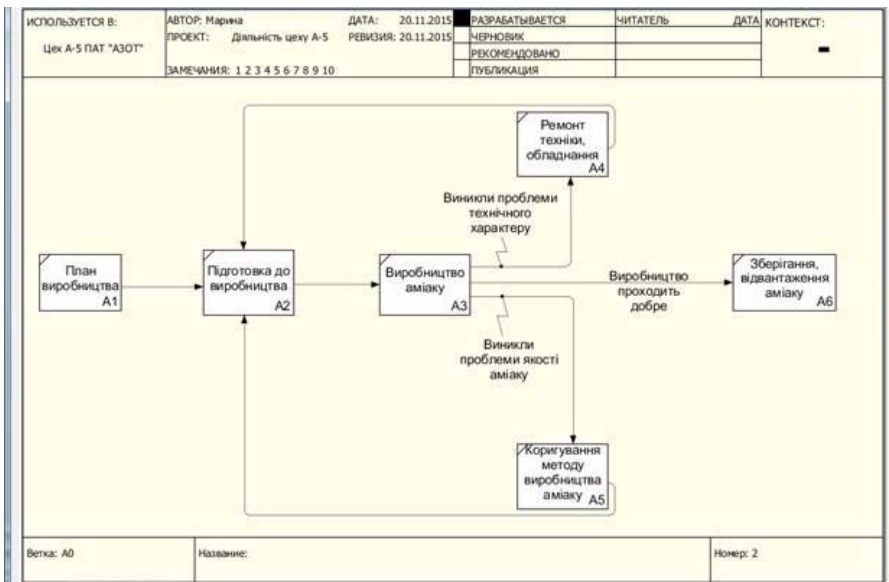 ИСПОЛЬЗУЕТСЯ В:
Цех А-5 ПАТ "АЗОТ"
АВТОР: Марина
ДАТА: 20.11.2015
ПРОЕКТ: Діяльність цеху А-5
РЕВИЗИЯ: 20.11.2015
ЗАМЕЧАНИЯ: 1 2 3 4 5 6 7 8 9 10
РАЗРАБАТЫВАЕТСЯ
ЧЕРНОВИК
РЕКОМЕНДОВАНО
ПУБЛИКАЦИЯ
ЧИТАТЕЛЬ
ДАТА
КОНТЕКСТ:
Ремонт
техніки,
обладнання
A4
Виникли проблеми
технічного
характеру
План
виробництва
A1
Підготовка до
виробництва
A2
Виробництво
аміаку
A3
Виробництво
проходить
добре
Зберігання,
відвантаження
аміаку
A6
Виникли
проблеми якості
аміаку
Коригування
методу
виробництва
аміаку
A5
Ветка: A0
Название:
Номер: 2